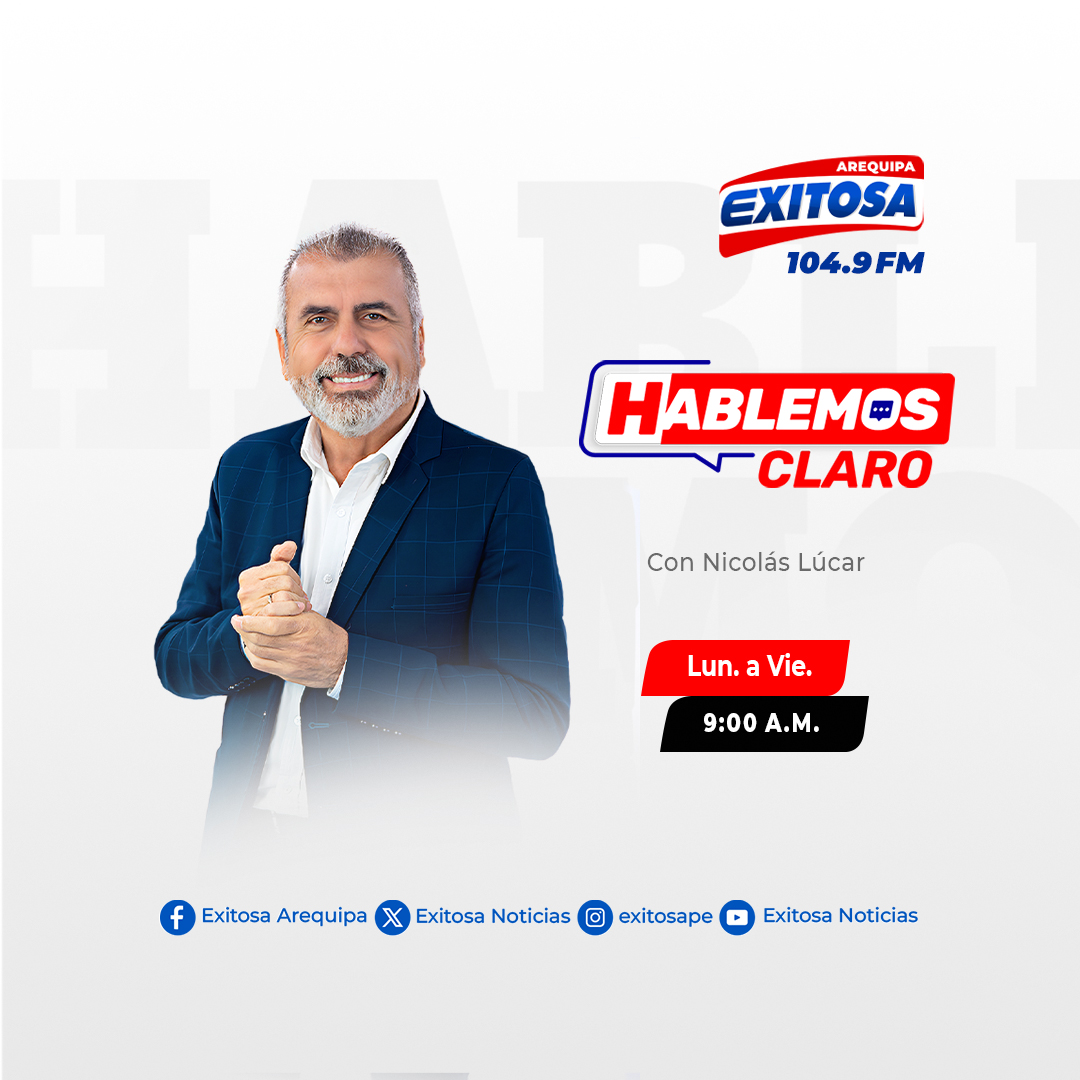 AREQUIPA
EXITOSA
104.9 FM
HABLEMOS
CLARO
Con Nicolás Lúcar
Lun. a Vie.
9:00 A.M.
Exitosa Arequipa Exitosa Noticias exitosape Exitosa Noticias